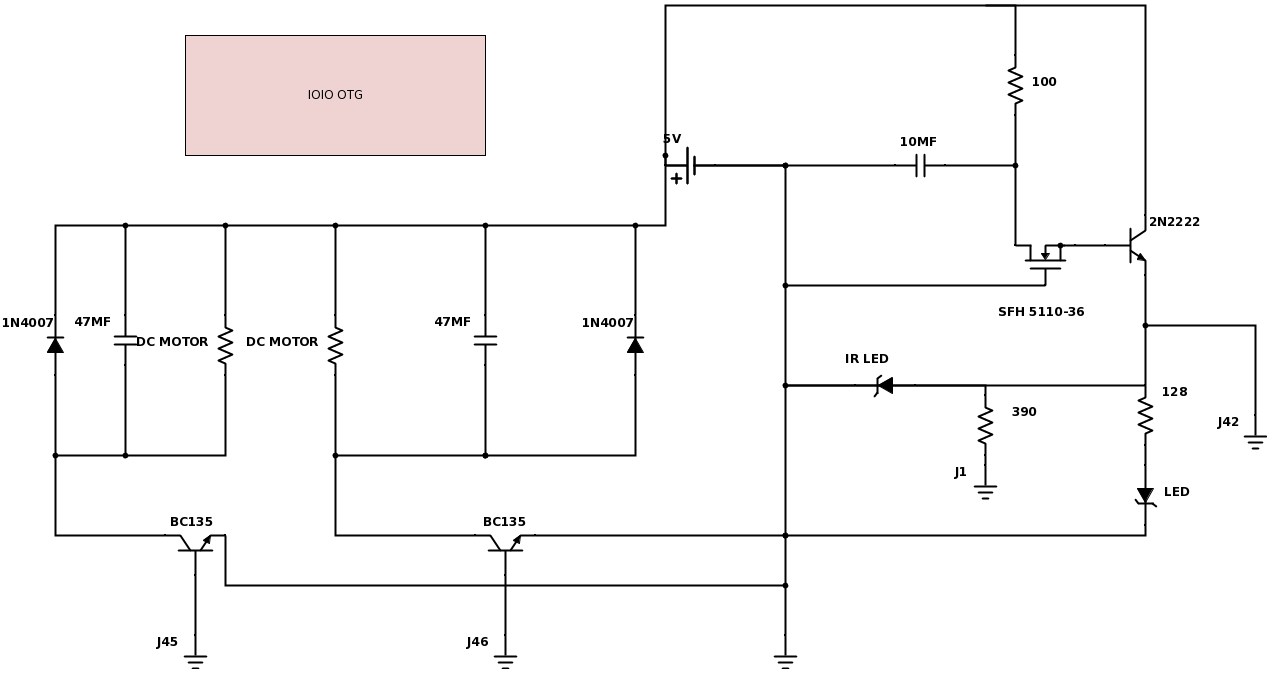 IOIO OTG
5V
+
100
10MF
2N2222
SFH 5110-36
1N4007
47MF
DC MOTOR
DC MOTOR
47MF
1N4007
IR LED
390
128
J42
J1
LED
BC135
BC135
J45
J46